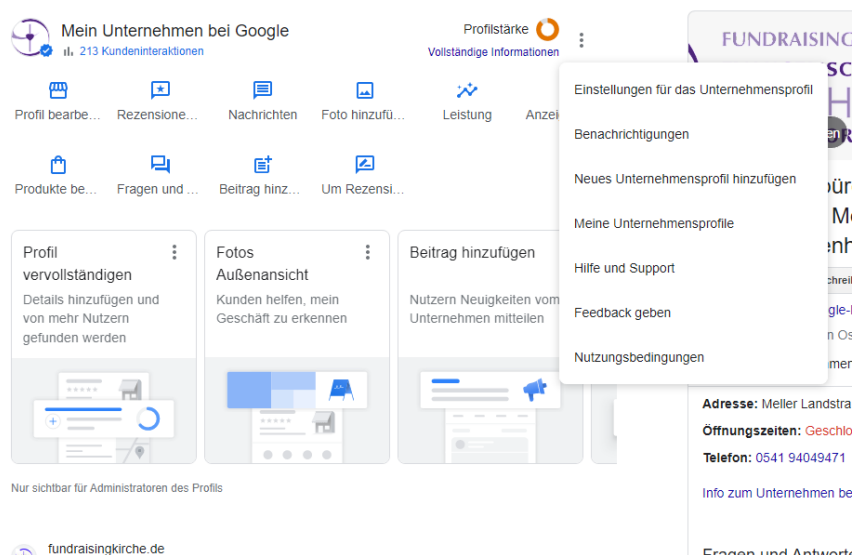 Mein Unternehmen bei Google
213 Kundeninteraktionen
Profilstärke
Vollständige Informationen
Profil bearbe...
Rezensione...
Nachrichten
Foto hinzufü...
Leistung
Produkte be...
Fragen und ...
Beitrag hinz...
Um Rezensi...
Einstellungen für das Unternehmensprofil
Benachrichtigungen
Neues Unternehmensprofil hinzufügen
Meine Unternehmensprofile
Hilfe und Support
Feedback geben
Nutzungsbedingungen
Profil
vervollständigen
Details hinzufügen und
von mehr Nutzern
gefunden werden
Fotos
Außenansicht
Kunden helfen, mein
Geschäft zu erkennen
Beitrag hinzufügen
Nutzern Neuigkeiten vom
Unternehmen mitteilen
Nur sichtbar für Administratoren des Profils
fundraisingkirche.de
FUNDRAISING
Adresse: Meller Landstra
Öffnungszeiten: Geschlo
Telefon: 0541 94049471
Info zum Unternehmen be
Fragen und Antworte